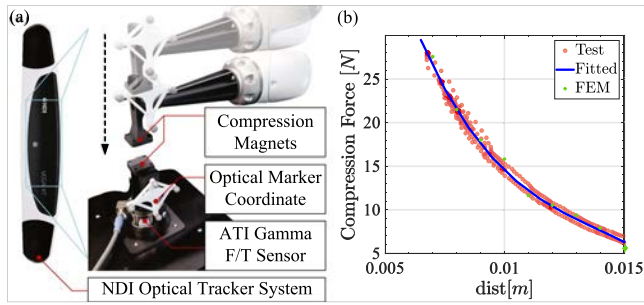 (a)
Compression
Magnets
Optical Marker
Coordinate
ATI Gamma
F/T Sensor
NDI Optical Tracker System
(b)
Compression Force [N]
25
20
15
10
5
0.005
0.01
0.015
dist[m]
Test
Fitted
FEM